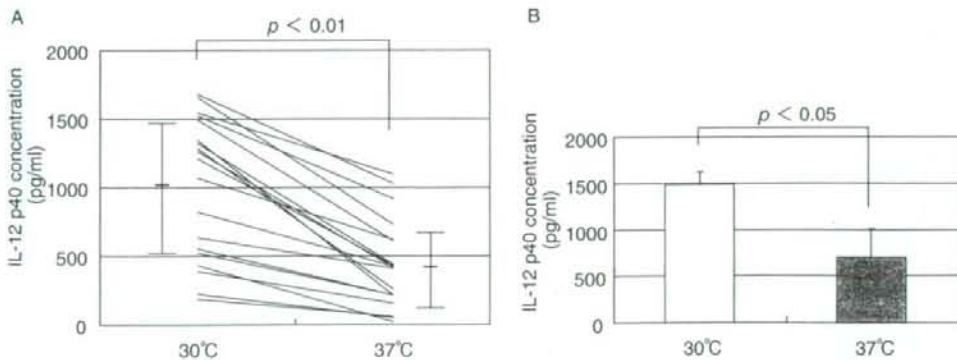 A
p < 0.01
2000
1500
1000
500
0
IL-12 p40 concentration
(pg/ml)
30℃
37℃
B
p < 0.05
2000
1500
1000
500
0
IL-12 p40 concentration
(pg/ml)
30℃
37℃